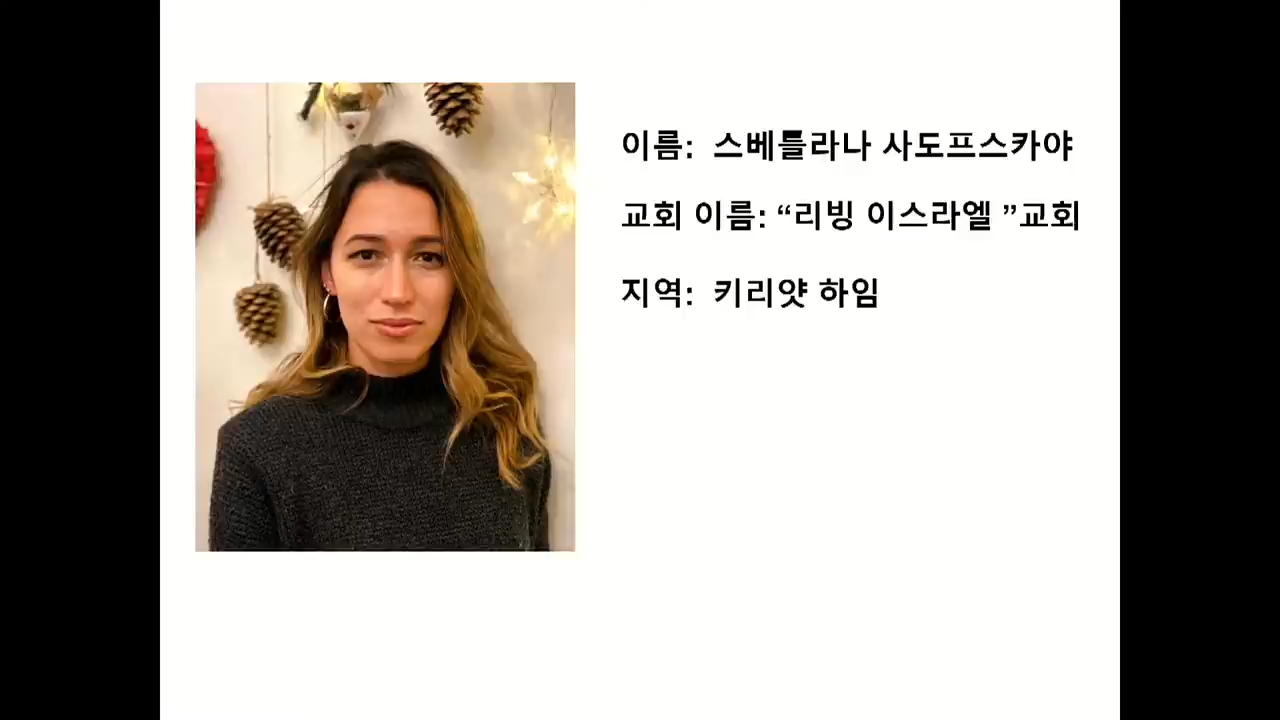 이름: 스베틀라나 사도프스카야
교회 이름: “리빙 이스라엘 ”교회
지역: 키리얏 하임